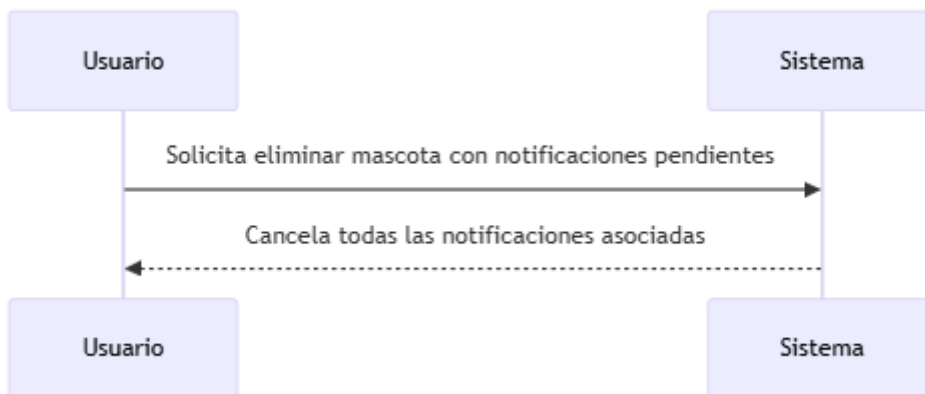 Usuario
Sistema
Solicita eliminar mascota con notificaciones pendientes
Cancela todas las notificaciones asociadas
Usuario
Sistema